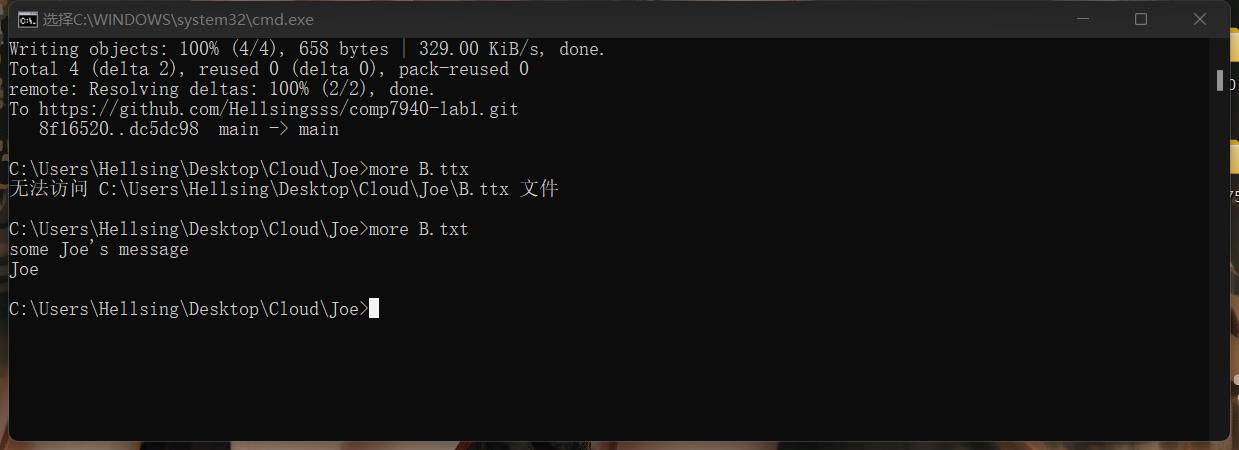 选择C:\WINDOWS\system32\cmd.exe
Writing objects: 100% (4/4), 658 bytes | 329.00 KiB/s, done.
Total 4 (delta 2), reused 0 (delta 0), pack-reused 0
remote: Resolving deltas: 100% (2/2), done.
To https://github.com/Hellsingsss/comp7940-lab1.git
   8f16520..dc5dc98  main -> main
C:\Users\Hellsing\Desktop\Cloud\Joe>more B.ttx
无法访问 C:\Users\Hellsing\Desktop\Cloud\Joe\B.ttx 文件
C:\Users\Hellsing\Desktop\Cloud\Joe>more B.txt
some Joe's message
Joe
C:\Users\Hellsing\Desktop\Cloud\Joe>